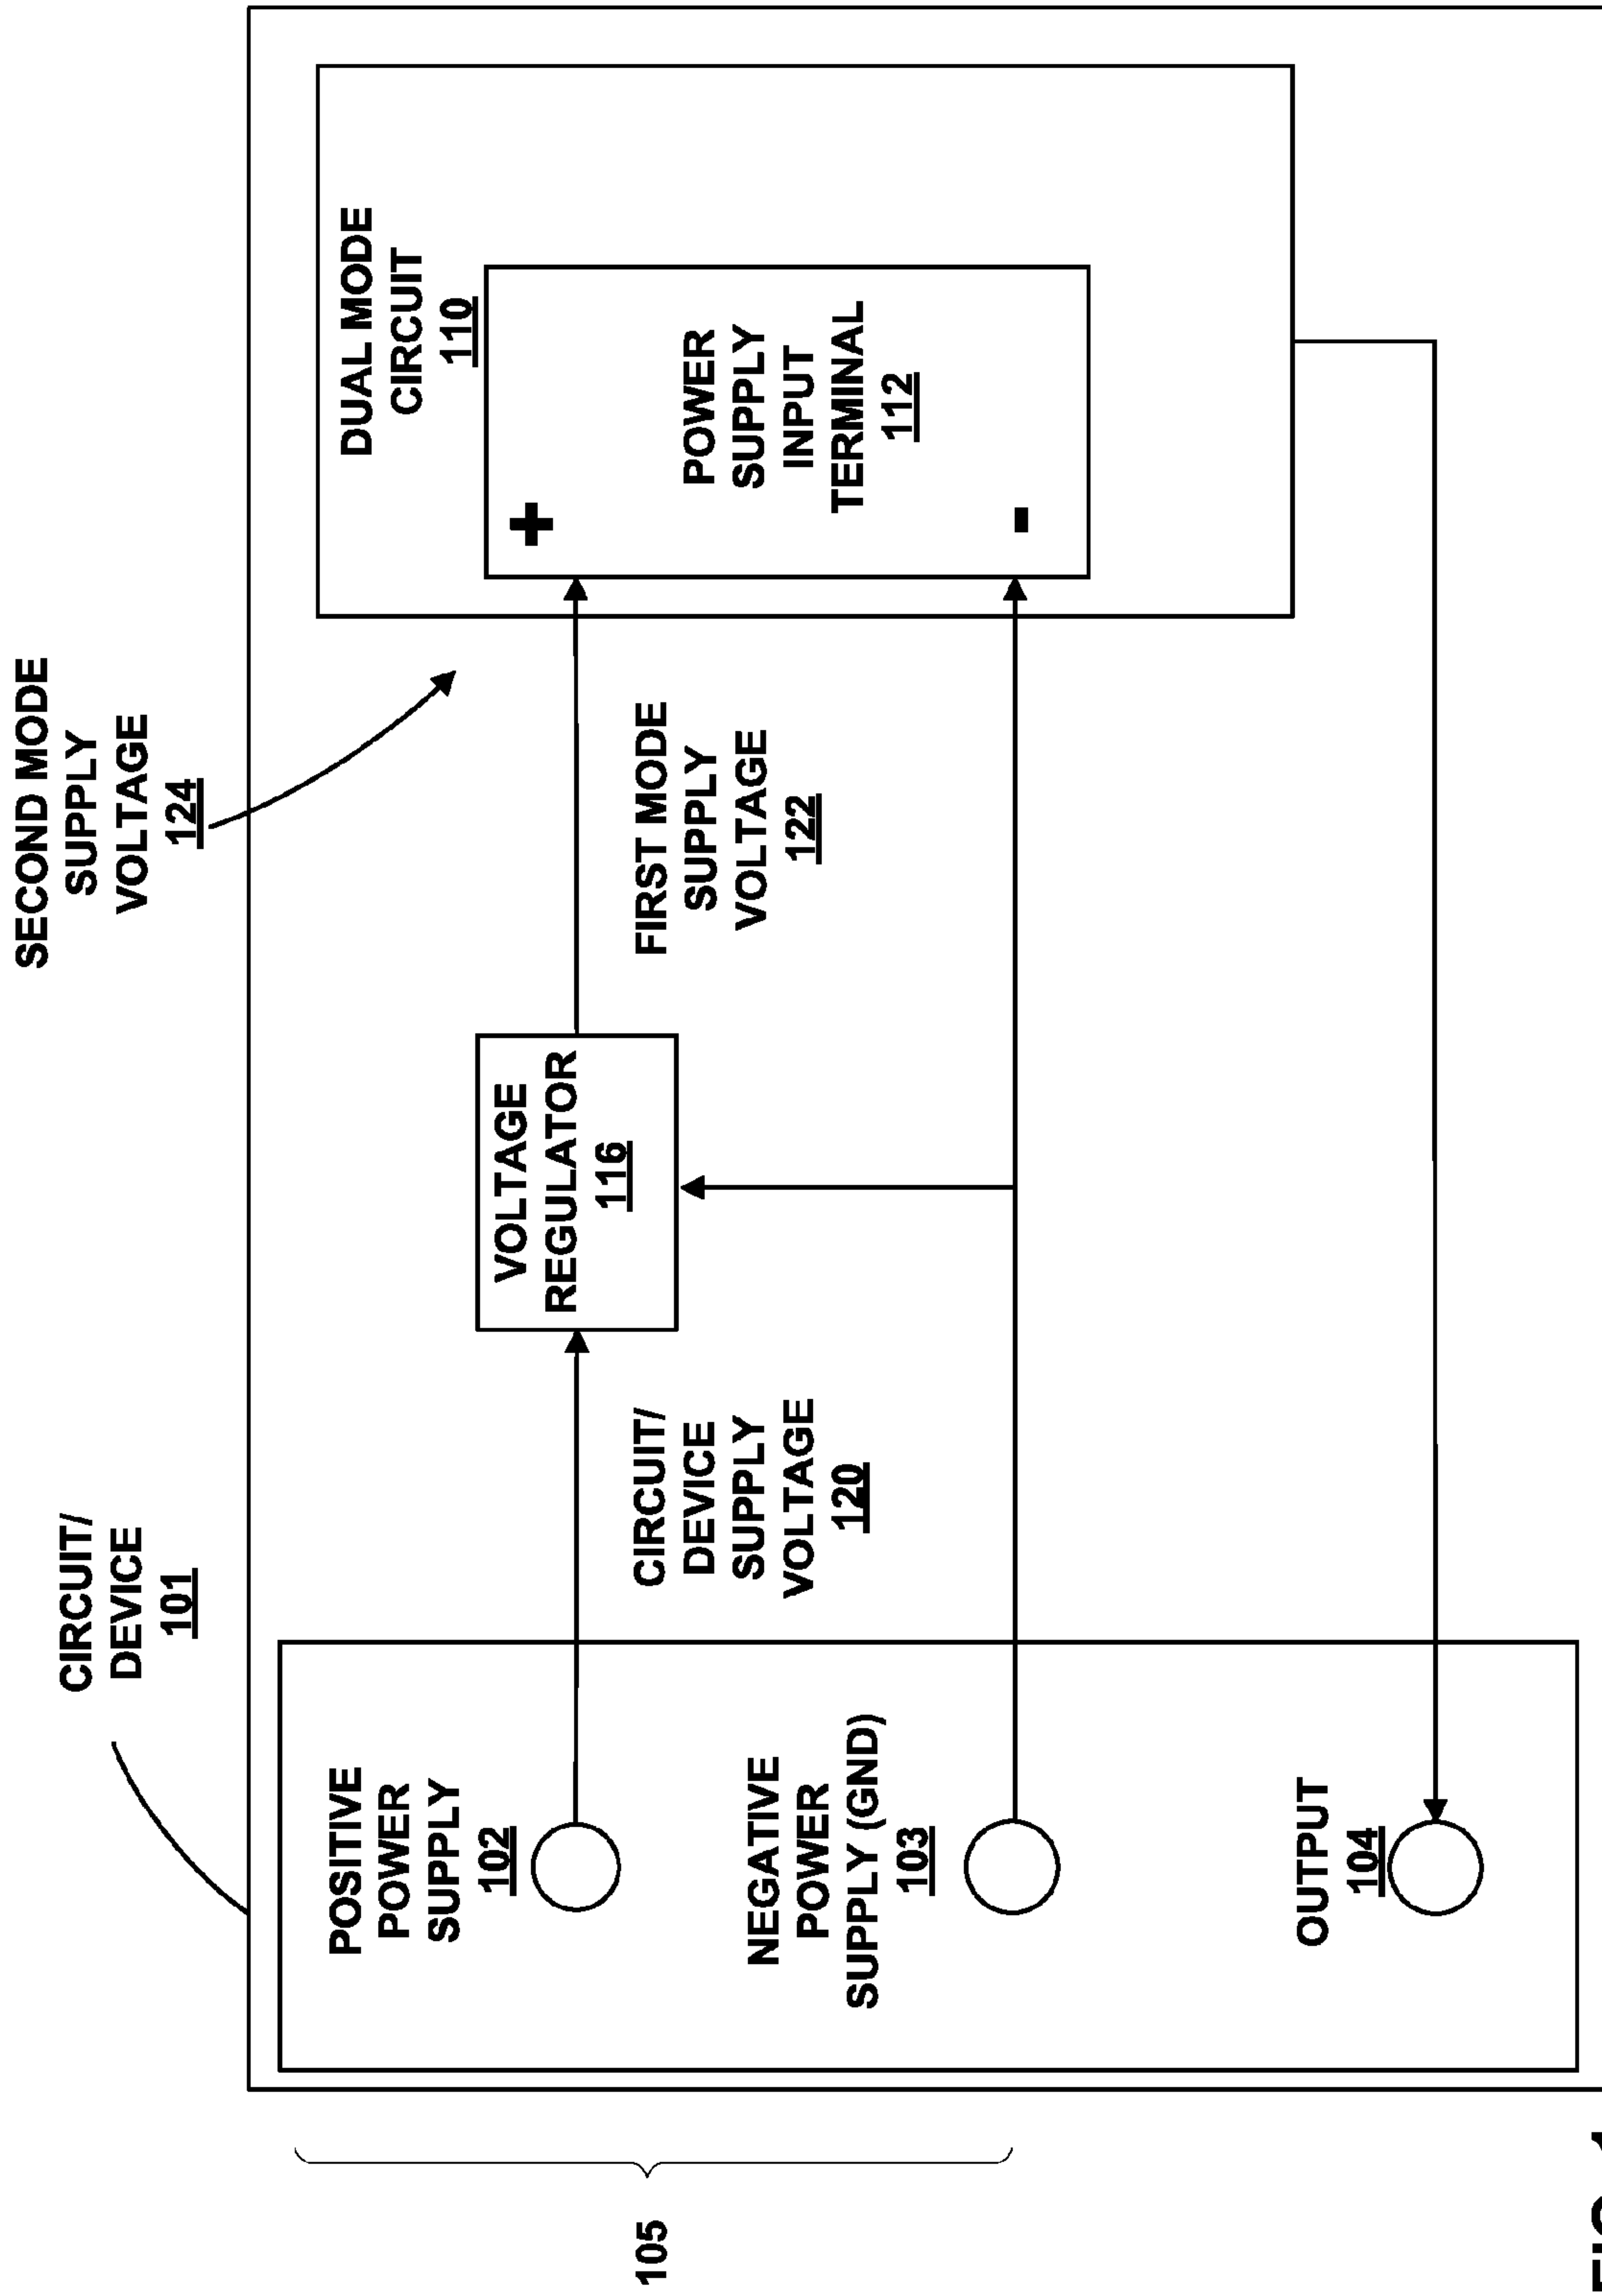 SECOND MODE
SUPPLY
VOLTAGE
124
CIRCUIT/
DEVICE
101
POSITIVE
POWER
SUPPLY
102
VOLTAGE
REGULATOR
116
DUAL MODE
CIRCUIT
110
+
POWER
SUPPLY
INPUT
TERMINAL
112
-
CIRCUIT/
DEVICE
SUPPLY
VOLTAGE
120
FIRST MODE
SUPPLY
VOLTAGE
122
105
NEGATIVE
POWER
SUPPLY (GND)
103
OUTPUT
104